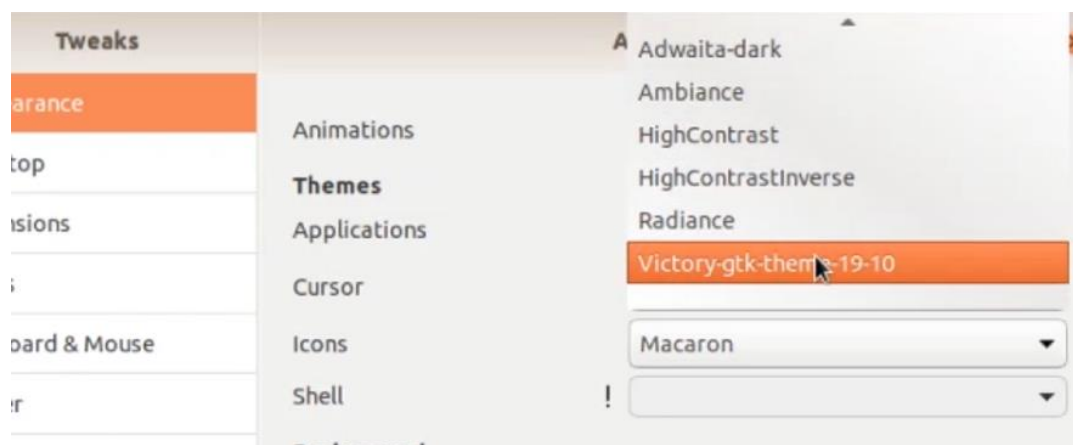 Tweaks
Adwaita-dark
arance
Ambiance
Animations
HighContrast
top
Themes
HighContrastInverse
nsions
Applications
Radiance
Victory-gtk-theme-19-10
Cursor
oard & Mouse
Icons
Macaron
Shell
!